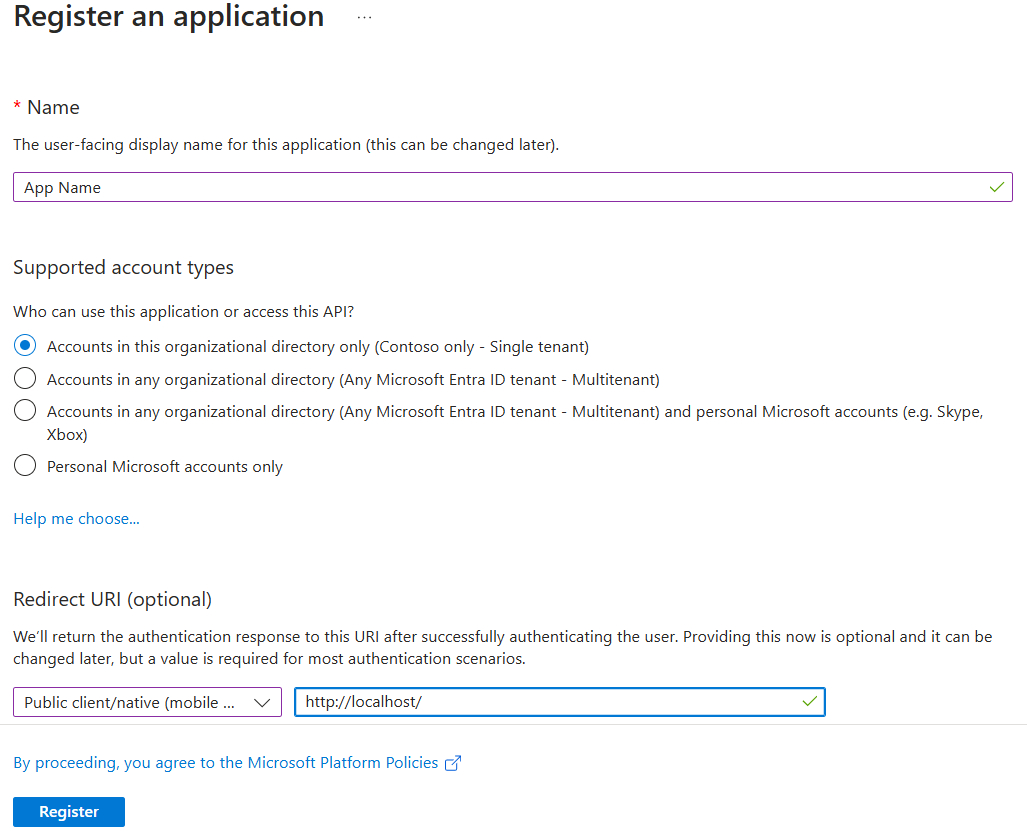 Register an application ...
* Name
The user-facing display name for this application (this can be changed later).
App Name
Supported account types
Who can use this application or access this API?
Accounts in this organizational directory only (Contoso only - Single tenant)
Accounts in any organizational directory (Any Microsoft Entra ID tenant - Multitenant)
Accounts in any organizational directory (Any Microsoft Entra ID tenant - Multitenant) and personal Microsoft accounts (e.g. Skype,
Xbox)
Personal Microsoft accounts only
Help me choose...
Redirect URI (optional)
We'll return the authentication response to this URI after successfully authenticating the user. Providing this now is optional and it can be
changed later, but a value is required for most authentication scenarios.
Public client/native (mobile ... http://localhost/
By proceeding, you agree to the Microsoft Platform Policies
Register